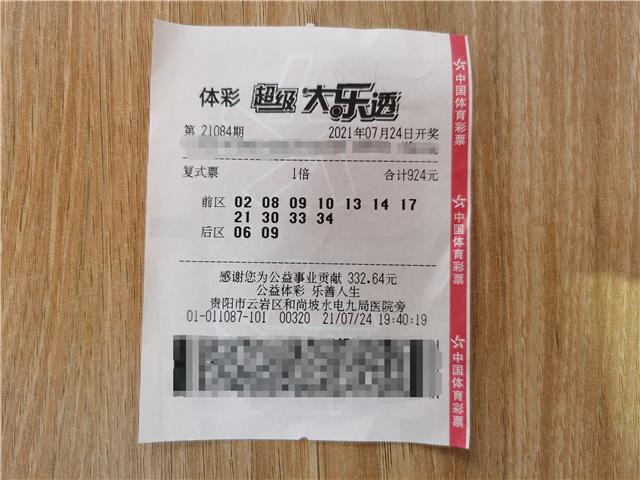 体彩 超级大乐透
第 21084期 2021年07月24日开奖
复式票 1倍 合计924元
前区 02 08 09 10 13 14 17
21 30 33 34
后区 06 09
感谢您为公益事业贡献 332.64元
公益体彩 乐善人生
贵阳市云岩区和尚坡水电九局医院旁
01-011087-101 00320 21/07/24 19:40:19
中国体育彩票
中国体育彩票
中国体育彩票